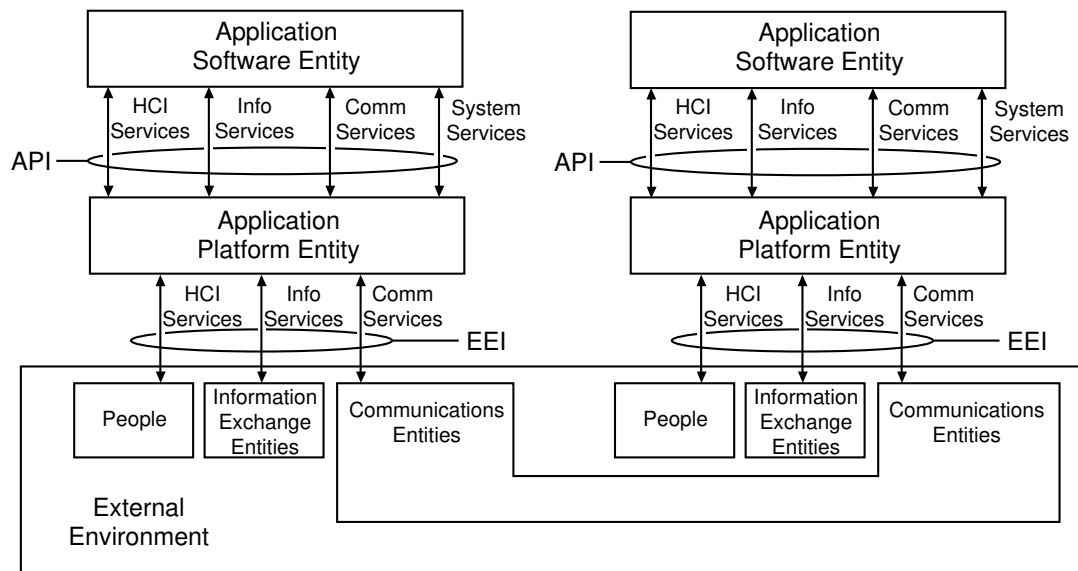 Application
Software Entity
Application
Software Entity
HCI
Services
Info
Services
Comm
Services
System
Services
HCI
Services
Info
Services
Comm
Services
System
Services
API
API
Application
Platform Entity
Application
Platform Entity
HCI
Services
Info
Services
Comm
Services
HCI
Services
Info
Services
Comm
Services
EEI
EEI
People
Information
Exchange
Entities
Communications
Entities
People
Information
Exchange
Entities
Communications
Entities
External
Environment